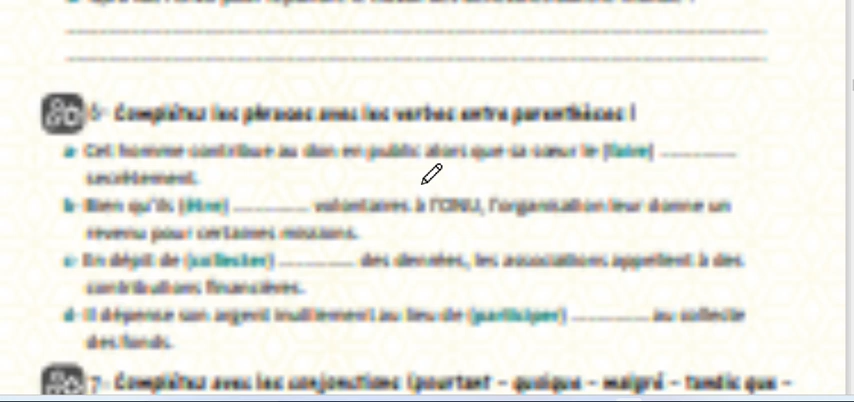 6- Complétez les phrases avec les verbes entre parenthèses !
a- Cet homme contribue au don en public alors que sa sœur le (faire) ............
secrètement.
b- Bien qu'ils (être) ............ volontaires à l'ONU, l'organisation leur donne un
revenu pour certaines missions.
c- En dépit de (collecter) ............ des denrées, les associations appellent à des
contributions financières.
d- Il dépense son argent inutilement au lieu de (participer) ............ au collecte
des fonds.
7- Complétez avec les conjonctions (pourtant – quoique – malgré – tandis que –